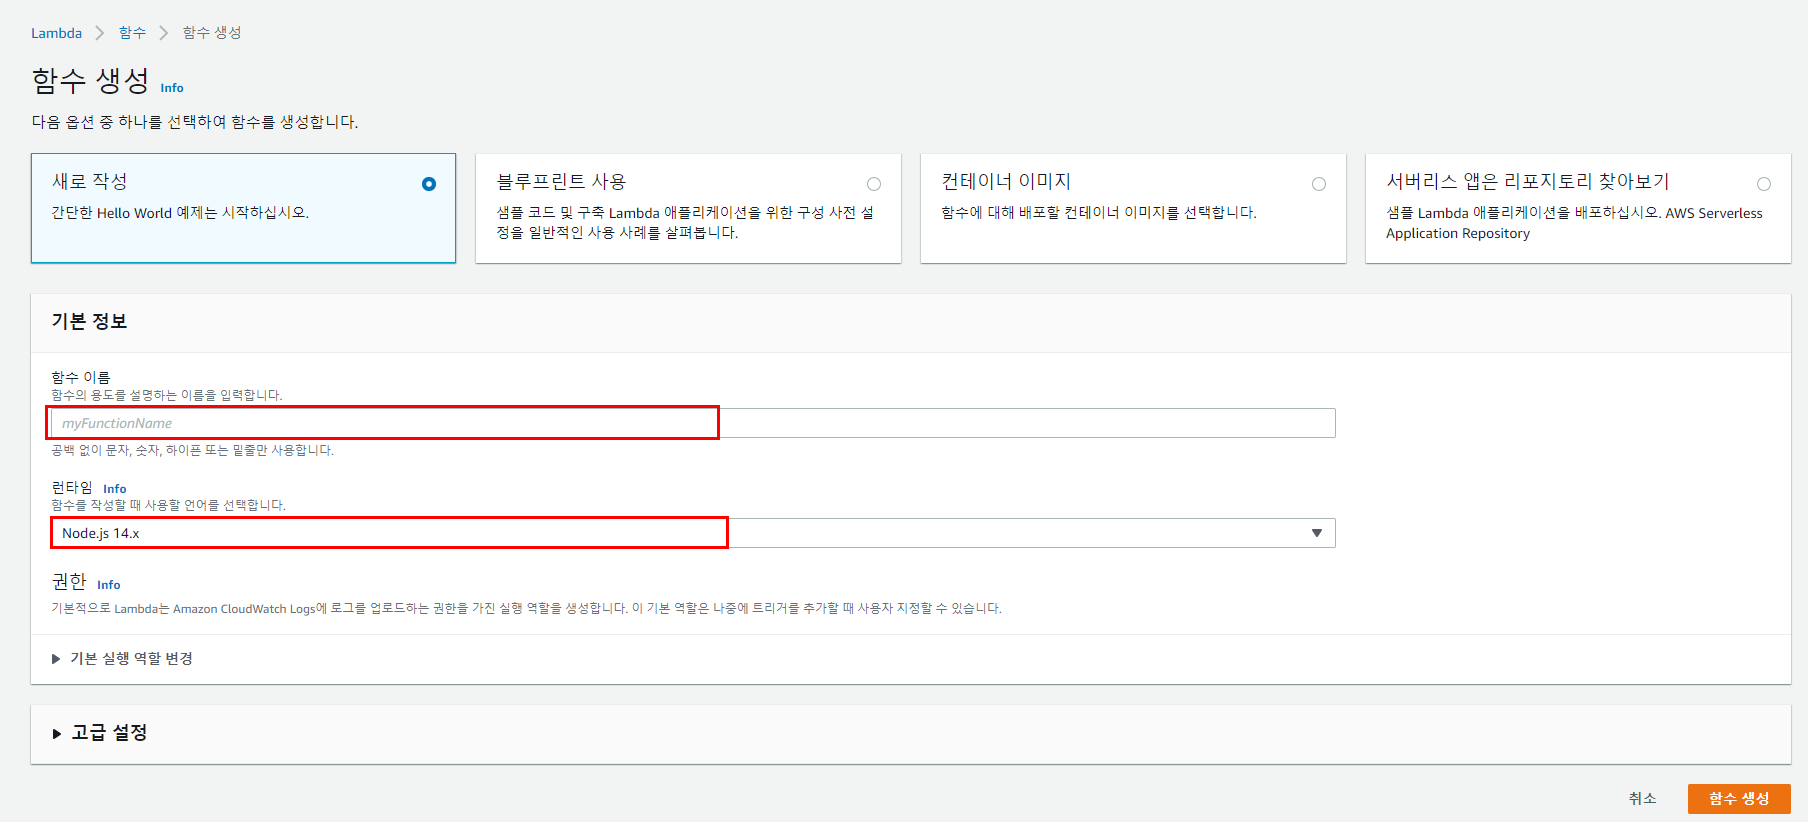 Lambda 함수 함수 생성
함수 생성 Info
다음 옵션 중 하나를 선택하여 함수를 생성합니다.
새로 작성
간단한 Hello World 예제는 시작하십시오.
블루프린트 사용
샘플 코드 및 구축 Lambda 애플리케이션을 위한 구성 사전 설
정을 일반적인 사용 사례를 살펴봅니다.
컨테이너 이미지
함수에 대해 배포할 컨테이너 이미지를 선택합니다.
서버리스 앱은 리포지토리 찾아보기
샘플 Lambda 애플리케이션을 배포하십시오. AWS Serverless
Application Repository
기본 정보
함수 이름
함수의 용도를 설명하는 이름을 입력합니다.
myFunctionName
공백 없이 문자, 숫자, 하이픈 또는 밑줄만 사용합니다.
런타임 Info
함수를 작성할 때 사용할 언어를 선택합니다.
Node.js 14.x
권한 Info
기본적으로 Lambda는 Amazon CloudWatch Logs에 로그를 업로드하는 권한을 가진 실행 역할을 생성합니다. 이 기본 역할은 나중에 트리거를 추가할 때 사용자 지정할 수 있습니다.
기본 실행 역할 변경
고급 설정
취소 함수 생성